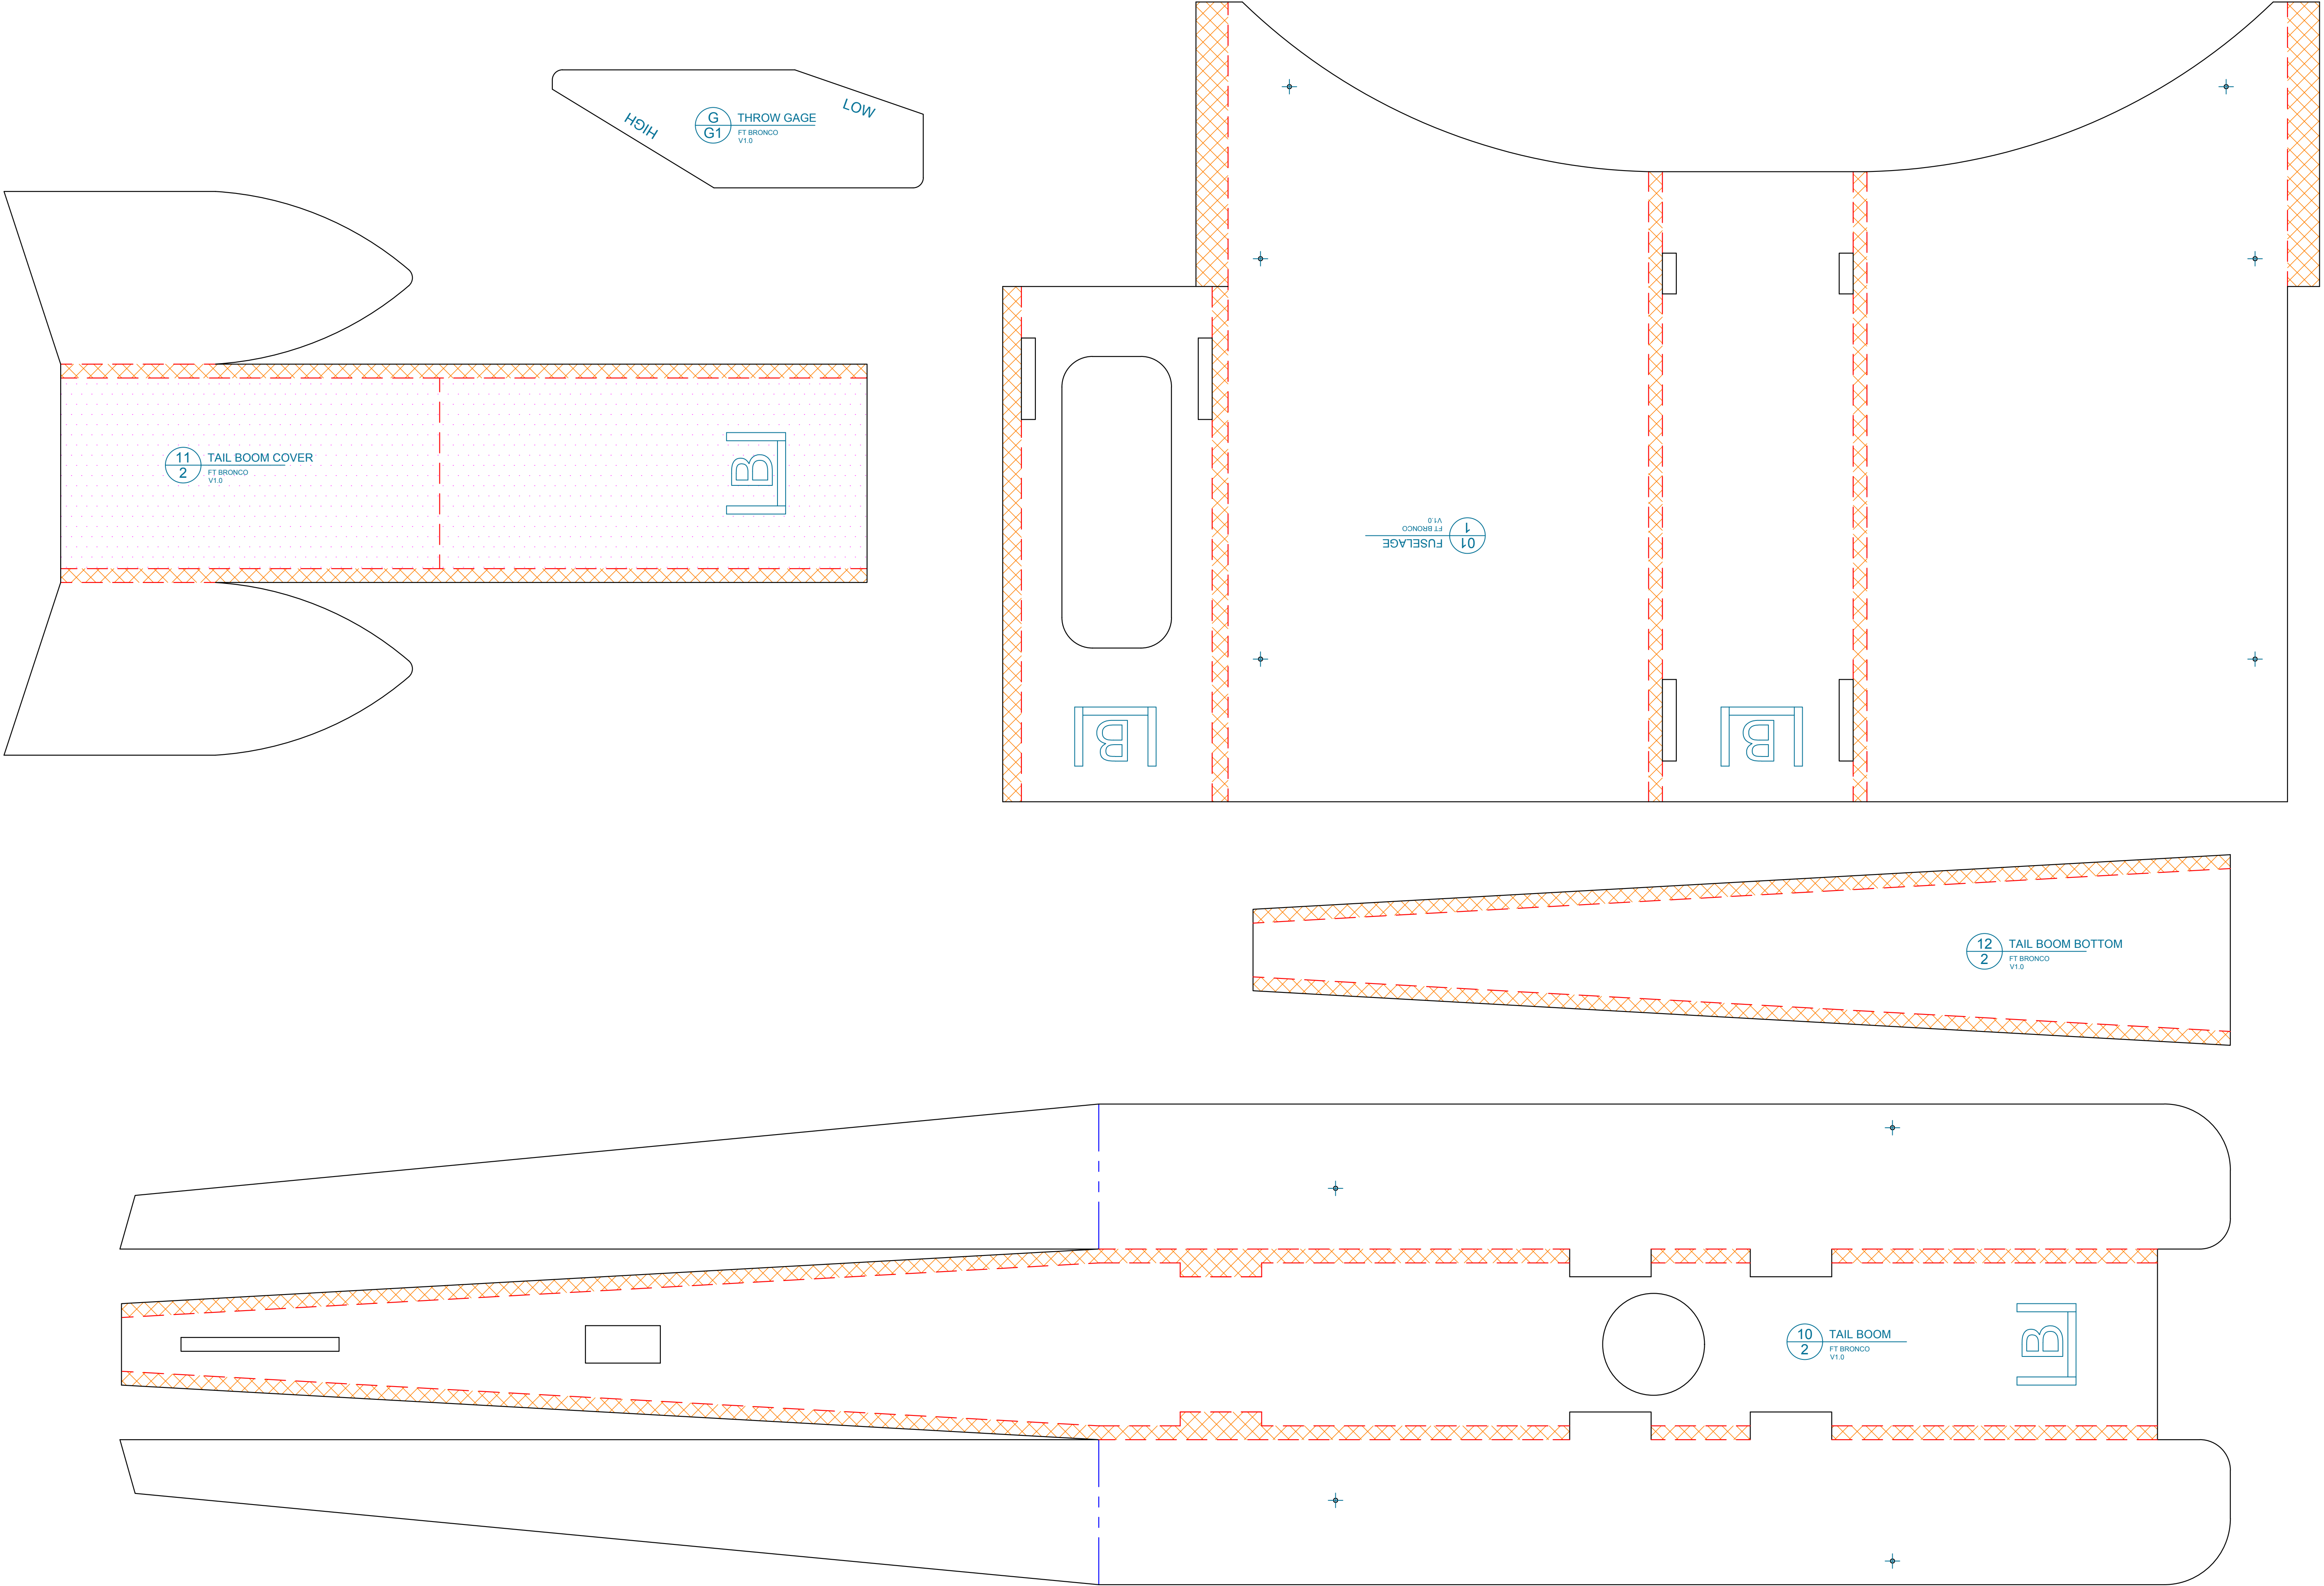 G
G1
THROW GAGE
FT BRONCO
V1.0
HIGH
LOW
11
2
TAIL BOOM COVER
FT BRONCO
V1.0
B
01
1
FUSELAGE
FT BRONCO
V1.0
B
B
12
2
TAIL BOOM BOTTOM
FT BRONCO
V1.0
10
2
TAIL BOOM
FT BRONCO
V1.0
B